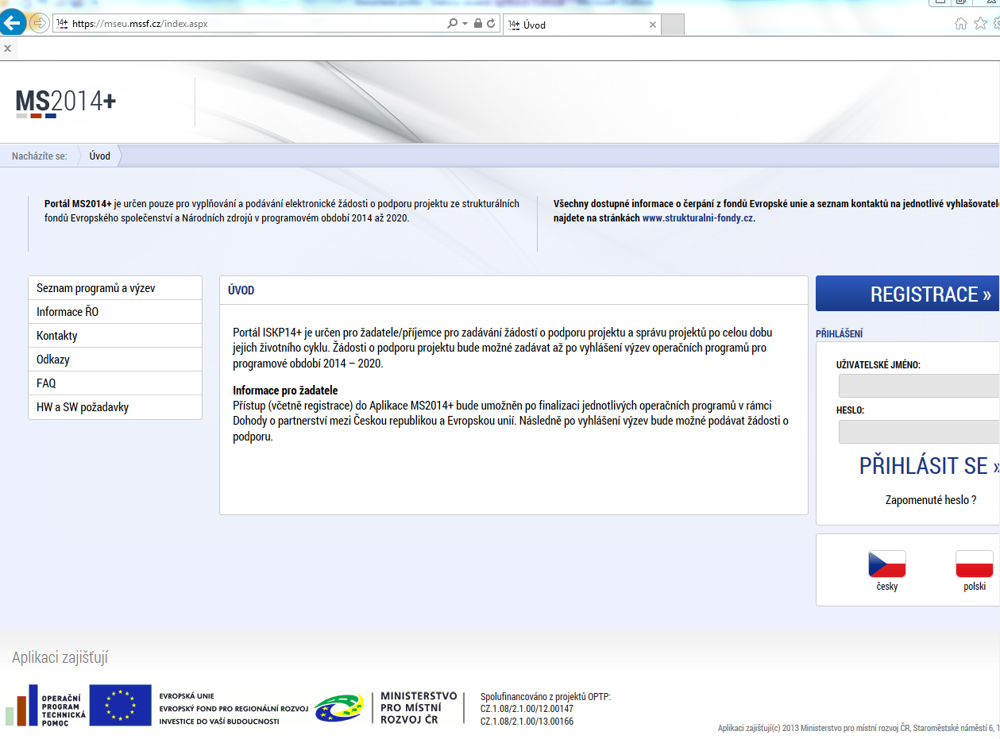 14+ https://mseu.mssf.cz/index.aspx
14+ Úvod
x
MS2014+
Nacházíte se:
Úvod
Portál MS2014+ je určen pouze pro vyplňování a podávání elektronické žádosti o podporu projektu ze strukturálních
fondů Evropského společenství a Národních zdrojů v programovém období 2014 až 2020.
Všechny dostupné informace o čerpání z fondů Evropské unie a seznam kontaktů na jednotlivé vyhlašovatele
najdete na stránkách www.strukturalni-fondy.cz.
Seznam programů a výzev
Informace ŘO
Kontakty
Odkazy
FAQ
HW a SW požadavky
ÚVOD
Portál ISKP14+ je určen pro žadatele/příjemce pro zadávání žádostí o podporu projektu a správu projektů po celou dobu
jejich životního cyklu. Žádosti o podporu projektu bude možné zadávat až po vyhlášení výzev operačních programů pro
programové období 2014 – 2020.
Informace pro žadatele
Přístup (včetně registrace) do Aplikace MS2014+ bude umožněn po finalizaci jednotlivých operačních programů v rámci
Dohody o partnerství mezi Českou republikou a Evropskou unií. Následně po vyhlášení výzev bude možné podávat žádosti o
podporu.
REGISTRACE »
PŘIHLÁŠENÍ
UŽIVATELSKÉ JMÉNO:
HESLO:
PŘIHLÁSIT SE »
Zapomenuté heslo ?
česky
polski
Aplikaci zajišťují
OPERAČNÍ
PROGRAM
TECHNICKÁ
POMOC
EVROPSKÁ UNIE
EVROPSKÝ FOND PRO REGIONÁLNÍ ROZVOJ
INVESTICE DO VAŠÍ BUDOUCNOSTI
MINISTERSTVO
PRO MÍSTNÍ
ROZVOJ ČR
Spolufinancováno z projektů OPTP:
CZ.1.08/2.1.00/12.00147
CZ.1.08/2.1.00/13.00166
Aplikaci zajišťují(c) 2013 Ministerstvo pro místní rozvoj ČR, Staroměstské náměstí 6, 1